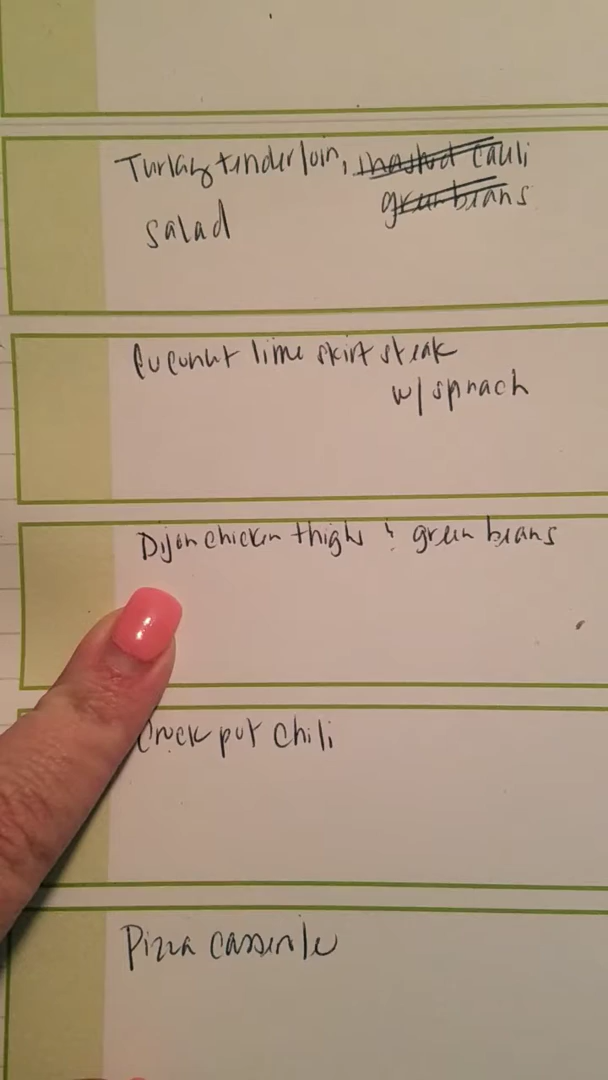 Turkey tenderloin, mashed cauli
green beans
salad
Coconut lime skirt steak
w/ spinach
Dijon chicken thighs & green beans
Crock pot chili
Pizza casserole